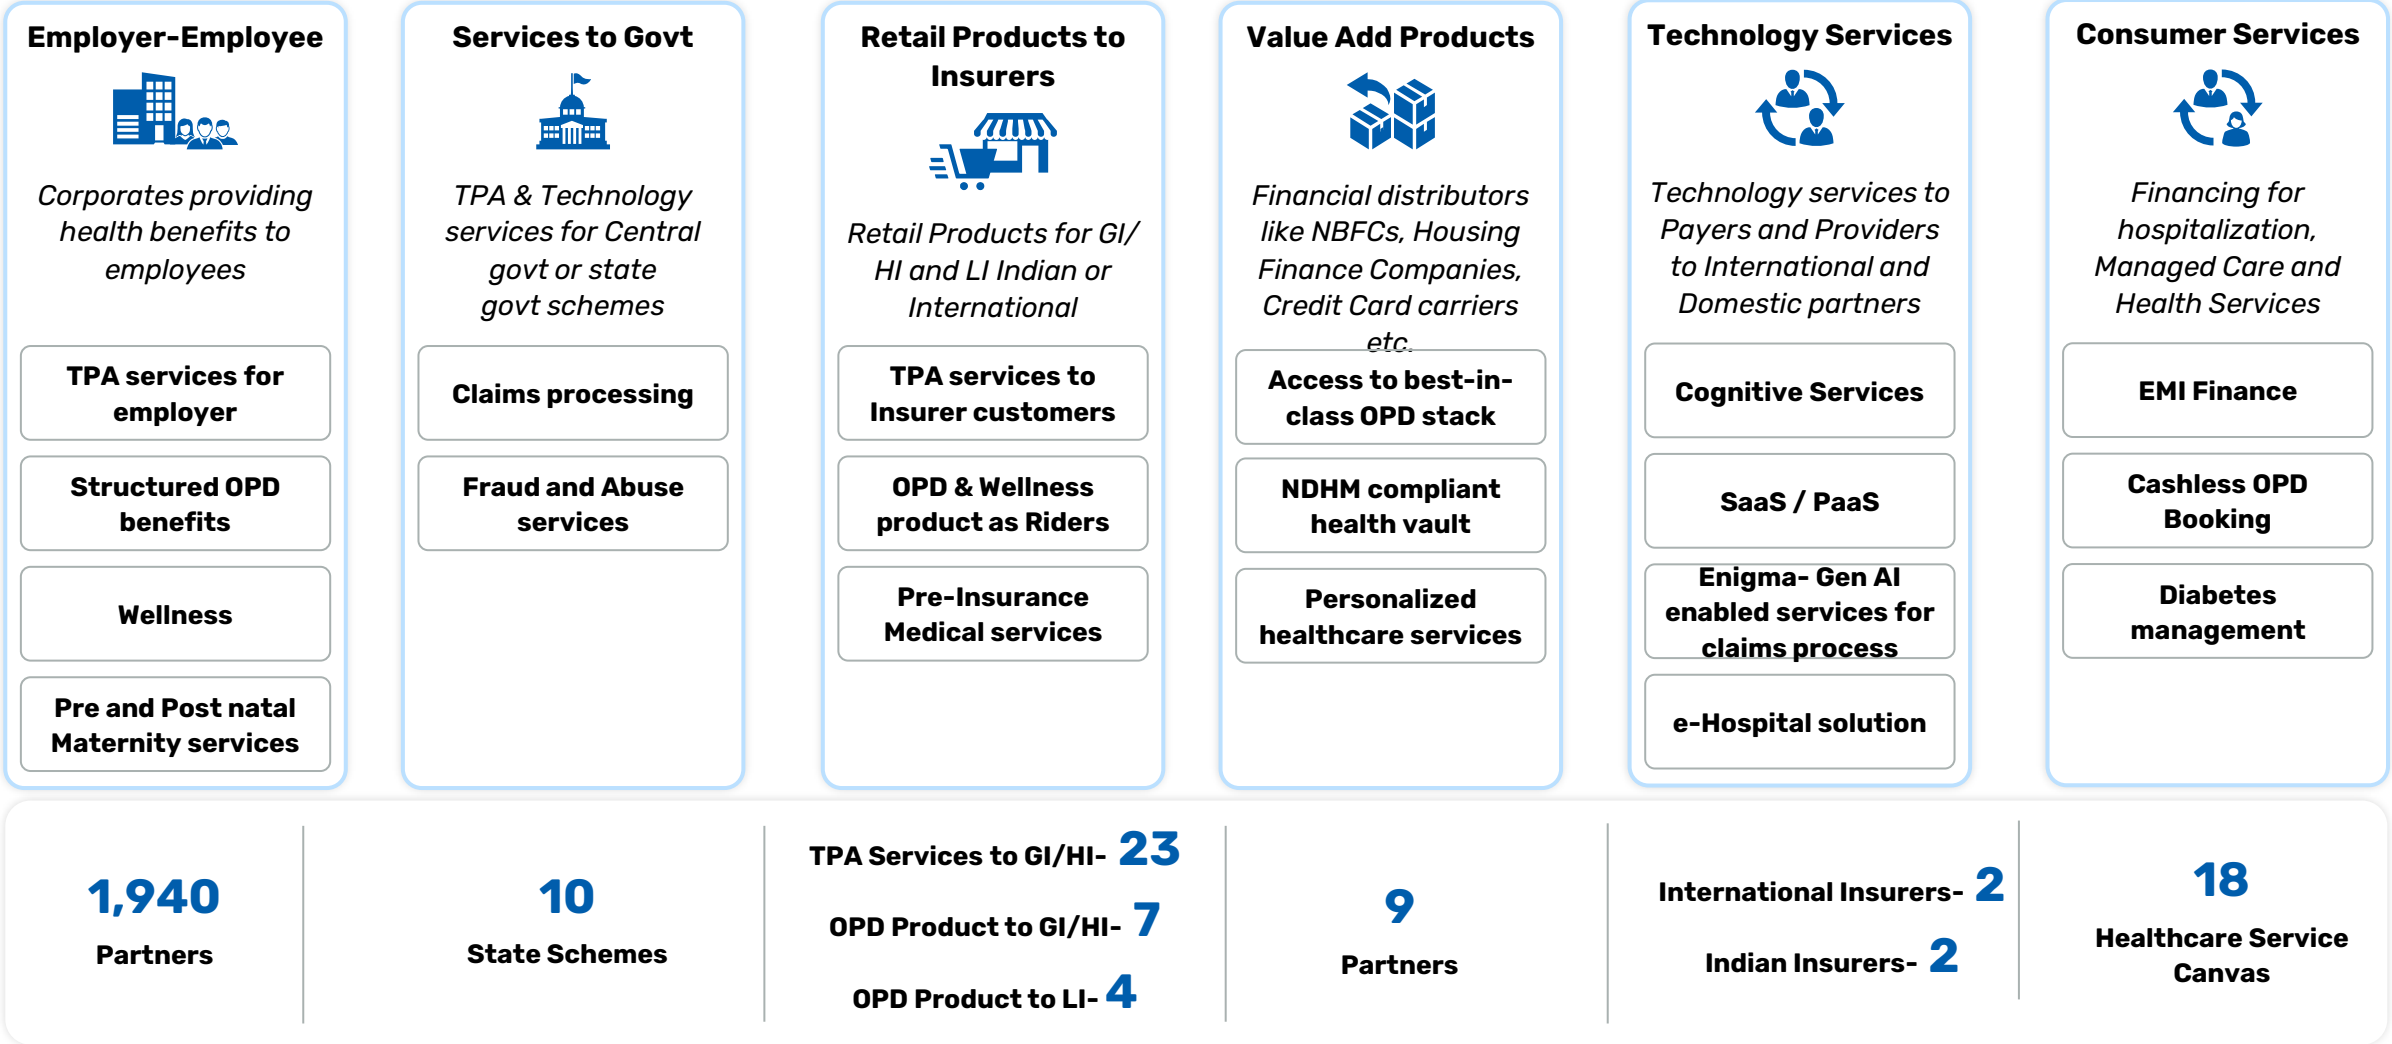 Employer-Employee
Corporates providing
health benefits to
employees
TPA services for
employer
Structured OPD
benefits
Wellness
Pre and Post natal
Maternity services
Services to Govt
TPA & Technology
services for Central
govt or state
govt schemes
Claims processing
Fraud and Abuse
services
Retail Products to
Insurers
Retail Products for GI/
HI and LI Indian or
International
TPA services to
Insurer customers
OPD & Wellness
product as Riders
Pre-Insurance
Medical services
Value Add Products
Financial distributors
like NBFCs, Housing
Finance Companies,
Credit Card carriers
etc.
Access to best-in-
class OPD stack
NDHM compliant
health vault
Personalized
healthcare services
Technology Services
Technology services to
Payers and Providers
to International and
Domestic partners
Cognitive Services
SaaS / PaaS
Enigma- Gen AI
enabled services for
claims process
e-Hospital solution
Consumer Services
Financing for
hospitalization,
Managed Care and
Health Services
EMI Finance
Cashless OPD
Booking
Diabetes
management
1,940
Partners
10
State Schemes
TPA Services to GI/HI- 23
OPD Product to GI/HI- 7
OPD Product to LI- 4
9
Partners
International Insurers- 2
Indian Insurers- 2
18
Healthcare Service
Canvas